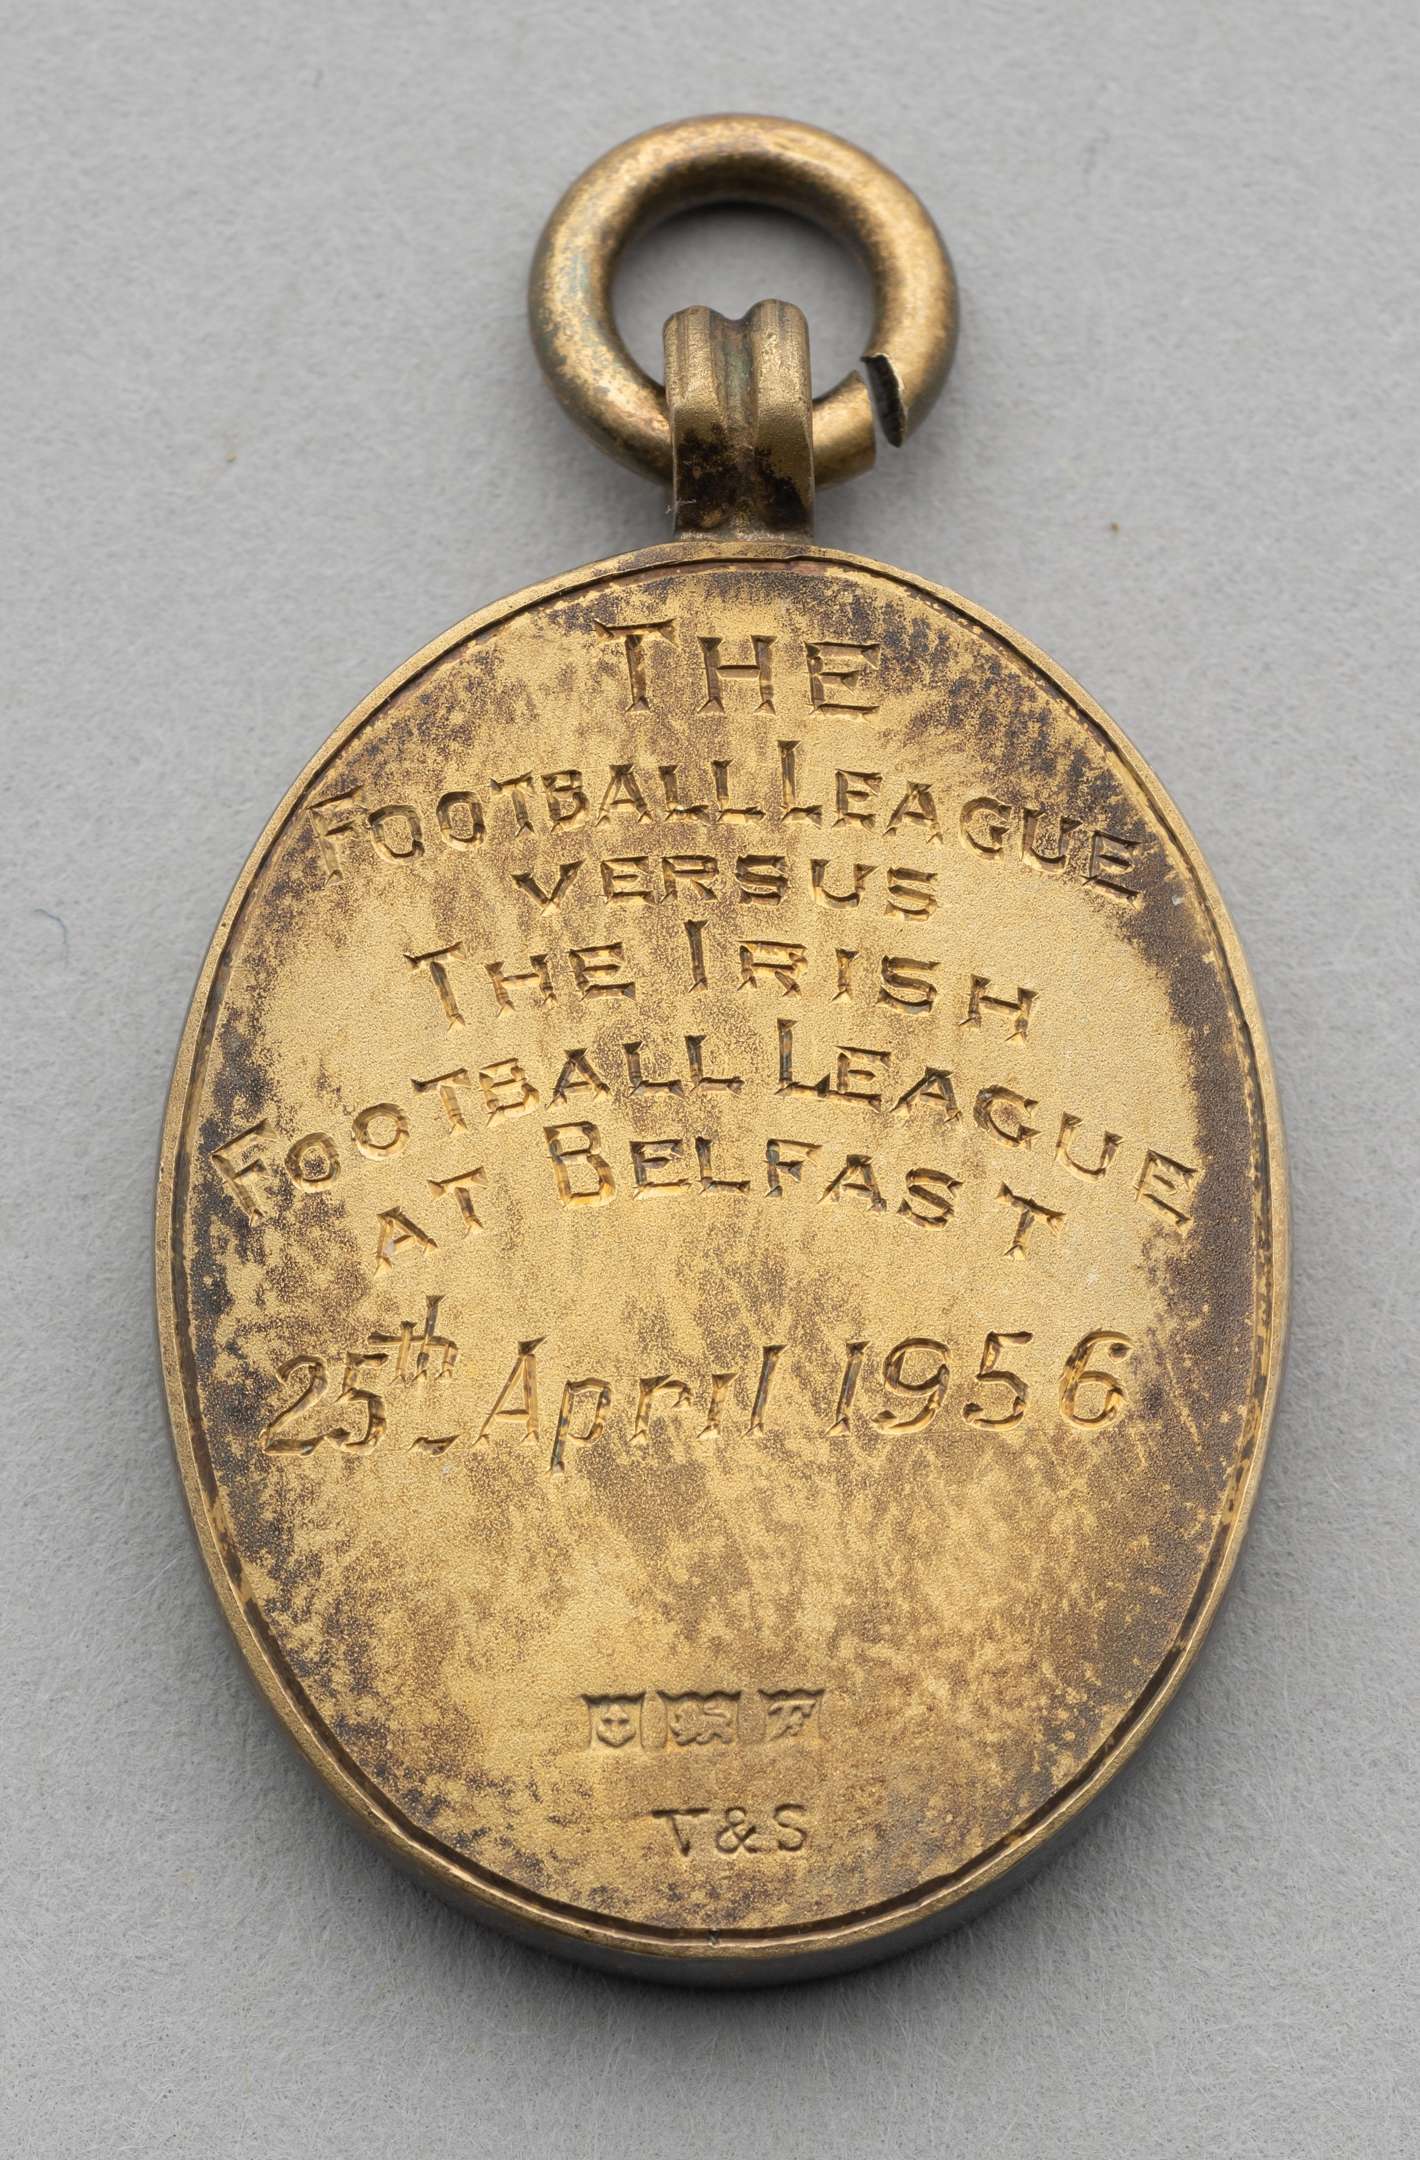 THE
FOOTBALL LEAGUE
VERSUS
THE IRISH
FOOTBALL LEAGUE
AT BELFAST
25th April 1956
V&S